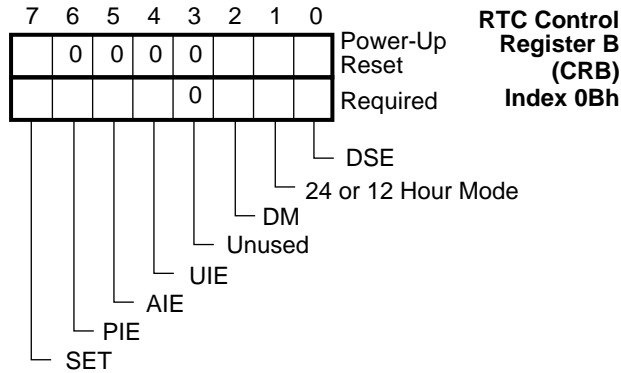 7 6 5 4 3 2 1 0
RTC Control
Register B
(CRB)
Index 0Bh
0 0 0 0
Power-Up
Reset
0
Required
DSE
24 or 12 Hour Mode
DM
Unused
UIE
AIE
PIE
SET